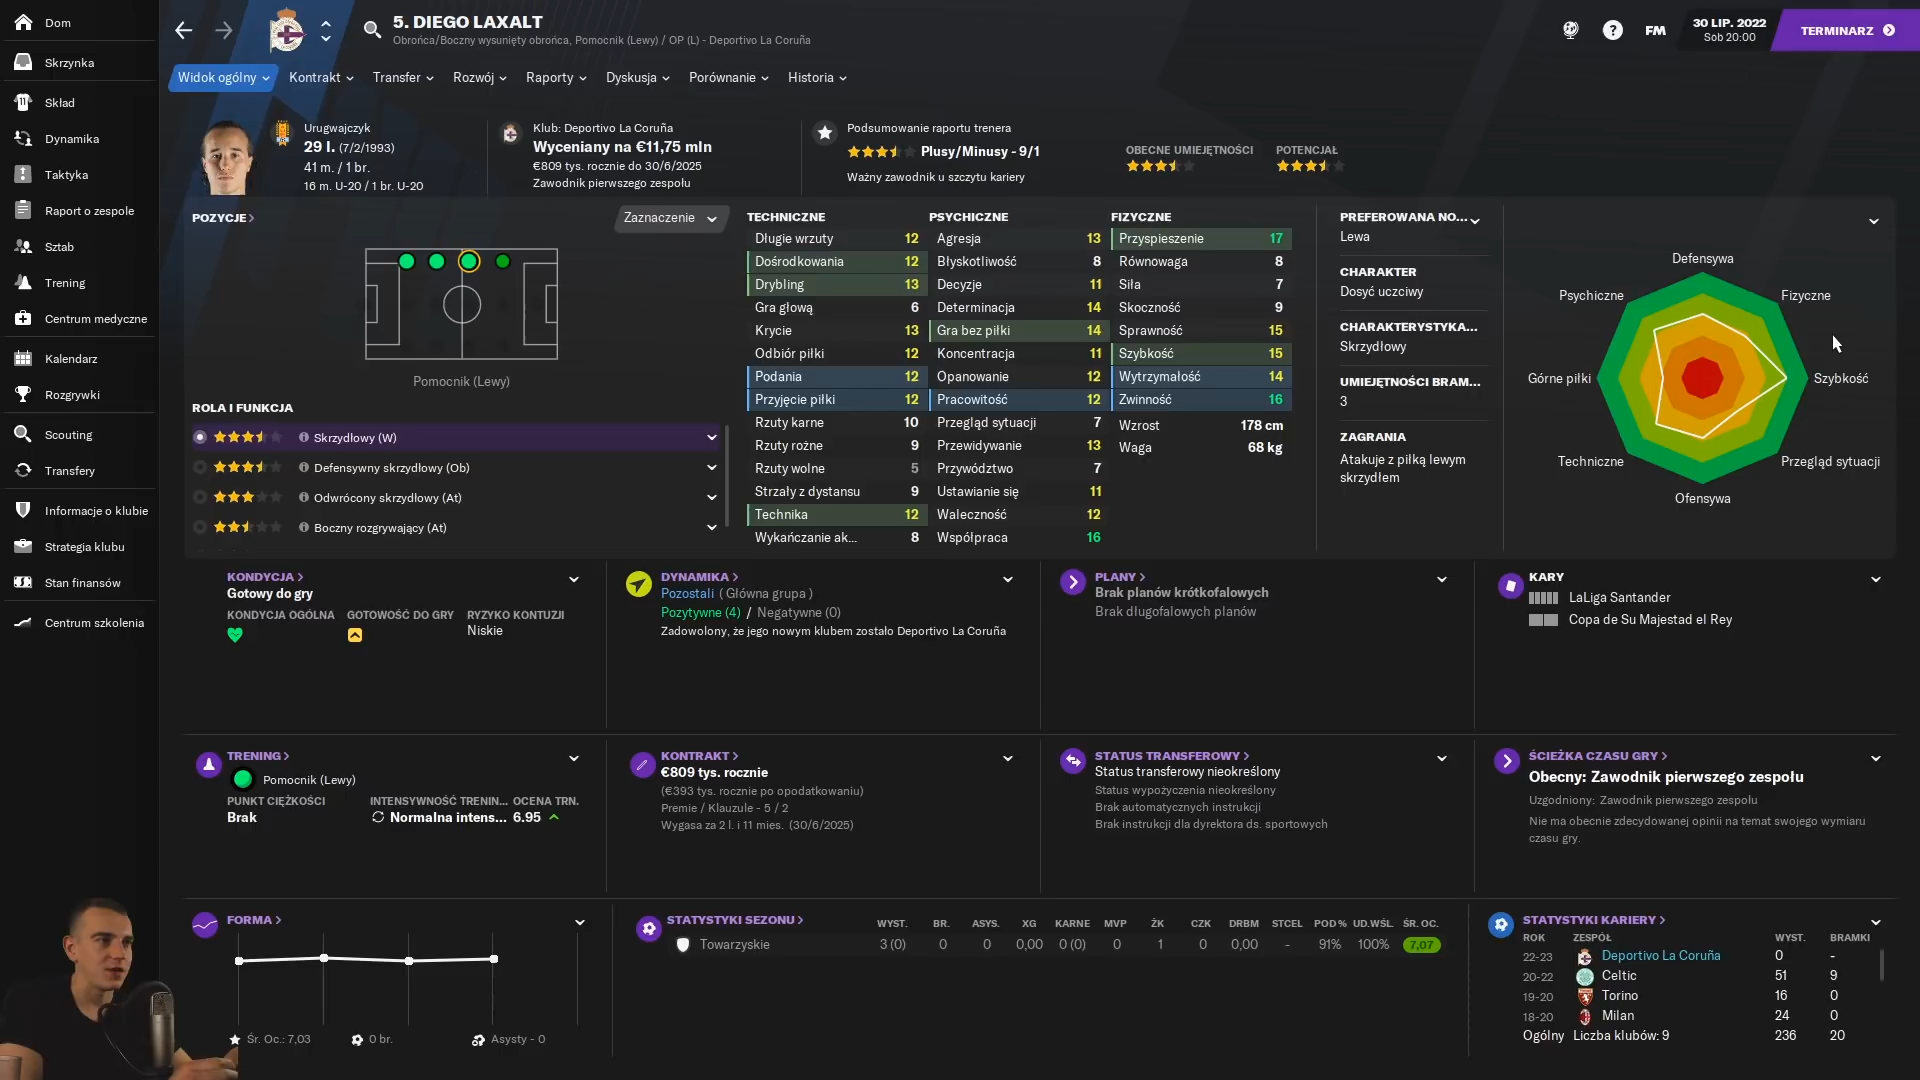 Dom
Skrzynka
Skład
Dynamika
Taktyka
Raport o zespole
Sztab
Trening
Centrum medyczne
Kalendarz
Rozgrywki
Scouting
Transfery
Informacje o klubie
Strategia klubu
Stan finansów
Centrum szkolenia
5. DIEGO LAXALT
Obrońca/Boczny wysunięty obrońca, Pomocnik (Lewy) / OP (L) - Deportivo La Coruña
FM
30 LIP. 2022
Sob 20:00
TERMINARZ
Widok ogólny Kontrakt Transfer Rozwój Raporty Dyskusja Porównanie Historia
Urugwajczyk
29 l. (7/2/1993)
41 m. / 1 br.
16 m. U-20 / 1 br. U-20
Klub: Deportivo La Coruña
Wyceniany na €11,75 mln
€809 tys. rocznie do 30/6/2025
Zawodnik pierwszego zespołu
Podsumowanie raportu trenera
Plusy/Minusy - 9/1
Ważny zawodnik u szczytu kariery
OBECNE UMIEJĘTNOŚCI
POTENCJAŁ
POZYCJE
Zaznaczenie
Pomocnik (Lewy)
ROLA I FUNKCJA
Skrzydłowy (W)
Defensywny skrzydłowy (Ob)
Odwrócony skrzydłowy (At)
Boczny rozgrywający (At)
TECHNICZNE
Długie wrzuty 12
Dośrodkowania 12
Drybling 13
Gra głową 6
Krycie 13
Odbiór piłki 12
Podania 12
Przyjęcie piłki 12
Rzuty karne 10
Rzuty rożne 9
Rzuty wolne 5
Strzały z dystansu 9
Technika 12
Wykańczanie ak... 8
PSYCHICZNE
Agresja 13
Błyskotliwość 8
Decyzje 11
Determinacja 14
Gra bez piłki 14
Koncentracja 11
Opanowanie 12
Pracowitość 12
Przegląd sytuacji 7
Przewidywanie 13
Przywództwo 7
Ustawianie się 11
Waleczność 12
Współpraca 16
FIZYCZNE
Przyspieszenie 17
Równowaga 8
Siła 7
Skoczność 9
Sprawność 15
Szybkość 15
Wytrzymałość 14
Zwinność 16
Wzrost 178 cm
Waga 68 kg
PREFEROWANA NO...
Lewa
CHARAKTER
Dosyć uczciwy
CHARAKTERYSTYKA...
Skrzydłowy
UMIEJĘTNOŚCI BRAM...
3
ZAGRANIA
Atakuje z piłką lewym
skrzydłem
Defensywa
Psychiczne
Fizyczne
Górne piłki
Szybkość
Techniczne
Przegląd sytuacji
Ofensywa
KONDYCJA
Gotowy do gry
KONDYCJA OGÓLNA GOTOWOŚĆ DO GRY RYZYKO KONTUZJI
Niskie
DYNAMIKA
Pozostali ( Główna grupa )
Pozytywne (4) / Negatywne (0)
Zadowolony, że jego nowym klubem zostało Deportivo La Coruña
PLANY
Brak planów krótkofalowych
Brak długofalowych planów
KARY
LaLiga Santander
Copa de Su Majestad el Rey
TRENING
Pomocnik (Lewy)
PUNKT CIĘŻKOŚCI INTENSYWNOŚĆ TRENIN... OCENA TRN.
Brak Normalna intens... 6.95
KONTRAKT
€809 tys. rocznie
(€393 tys. rocznie po opodatkowaniu)
Premie / Klauzule - 5 / 2
Wygasa za 2 l. i 11 mies. (30/6/2025)
STATUS TRANSFEROWY
Status transferowy nieokreślony
Status wypożyczenia nieokreślony
Brak automatycznych instrukcji
Brak instrukcji dla dyrektora ds. sportowych
ŚCIEŻKA CZASU GRY
Obecny: Zawodnik pierwszego zespołu
Uzgodniony: Zawodnik pierwszego zespołu
Nie ma obecnie zdecydowanej opinii na temat swojego wymiaru
czasu gry.
FORMA
Śr. Oc.: 7,03 0 br. Asysty - 0
STATYSTYKI SEZONU WYST. BR. ASYS. XG KARNE MVP ŻK CZK DRBM STCEL POD% UD.WŚL. ŚR. OC.
Towarzyskie 3 (0) 0 0 0,00 0 (0) 0 1 0 0,00 - 91% 100% 7,07
STATYSTYKI KARIERY
ROK ZESPÓŁ WYST. BRAMKI
22-23 Deportivo La Coruña 0 -
20-22 Celtic 51 9
19-20 Torino 16 0
18-20 Milan 24 0
Ogólny Liczba klubów: 9 236 20